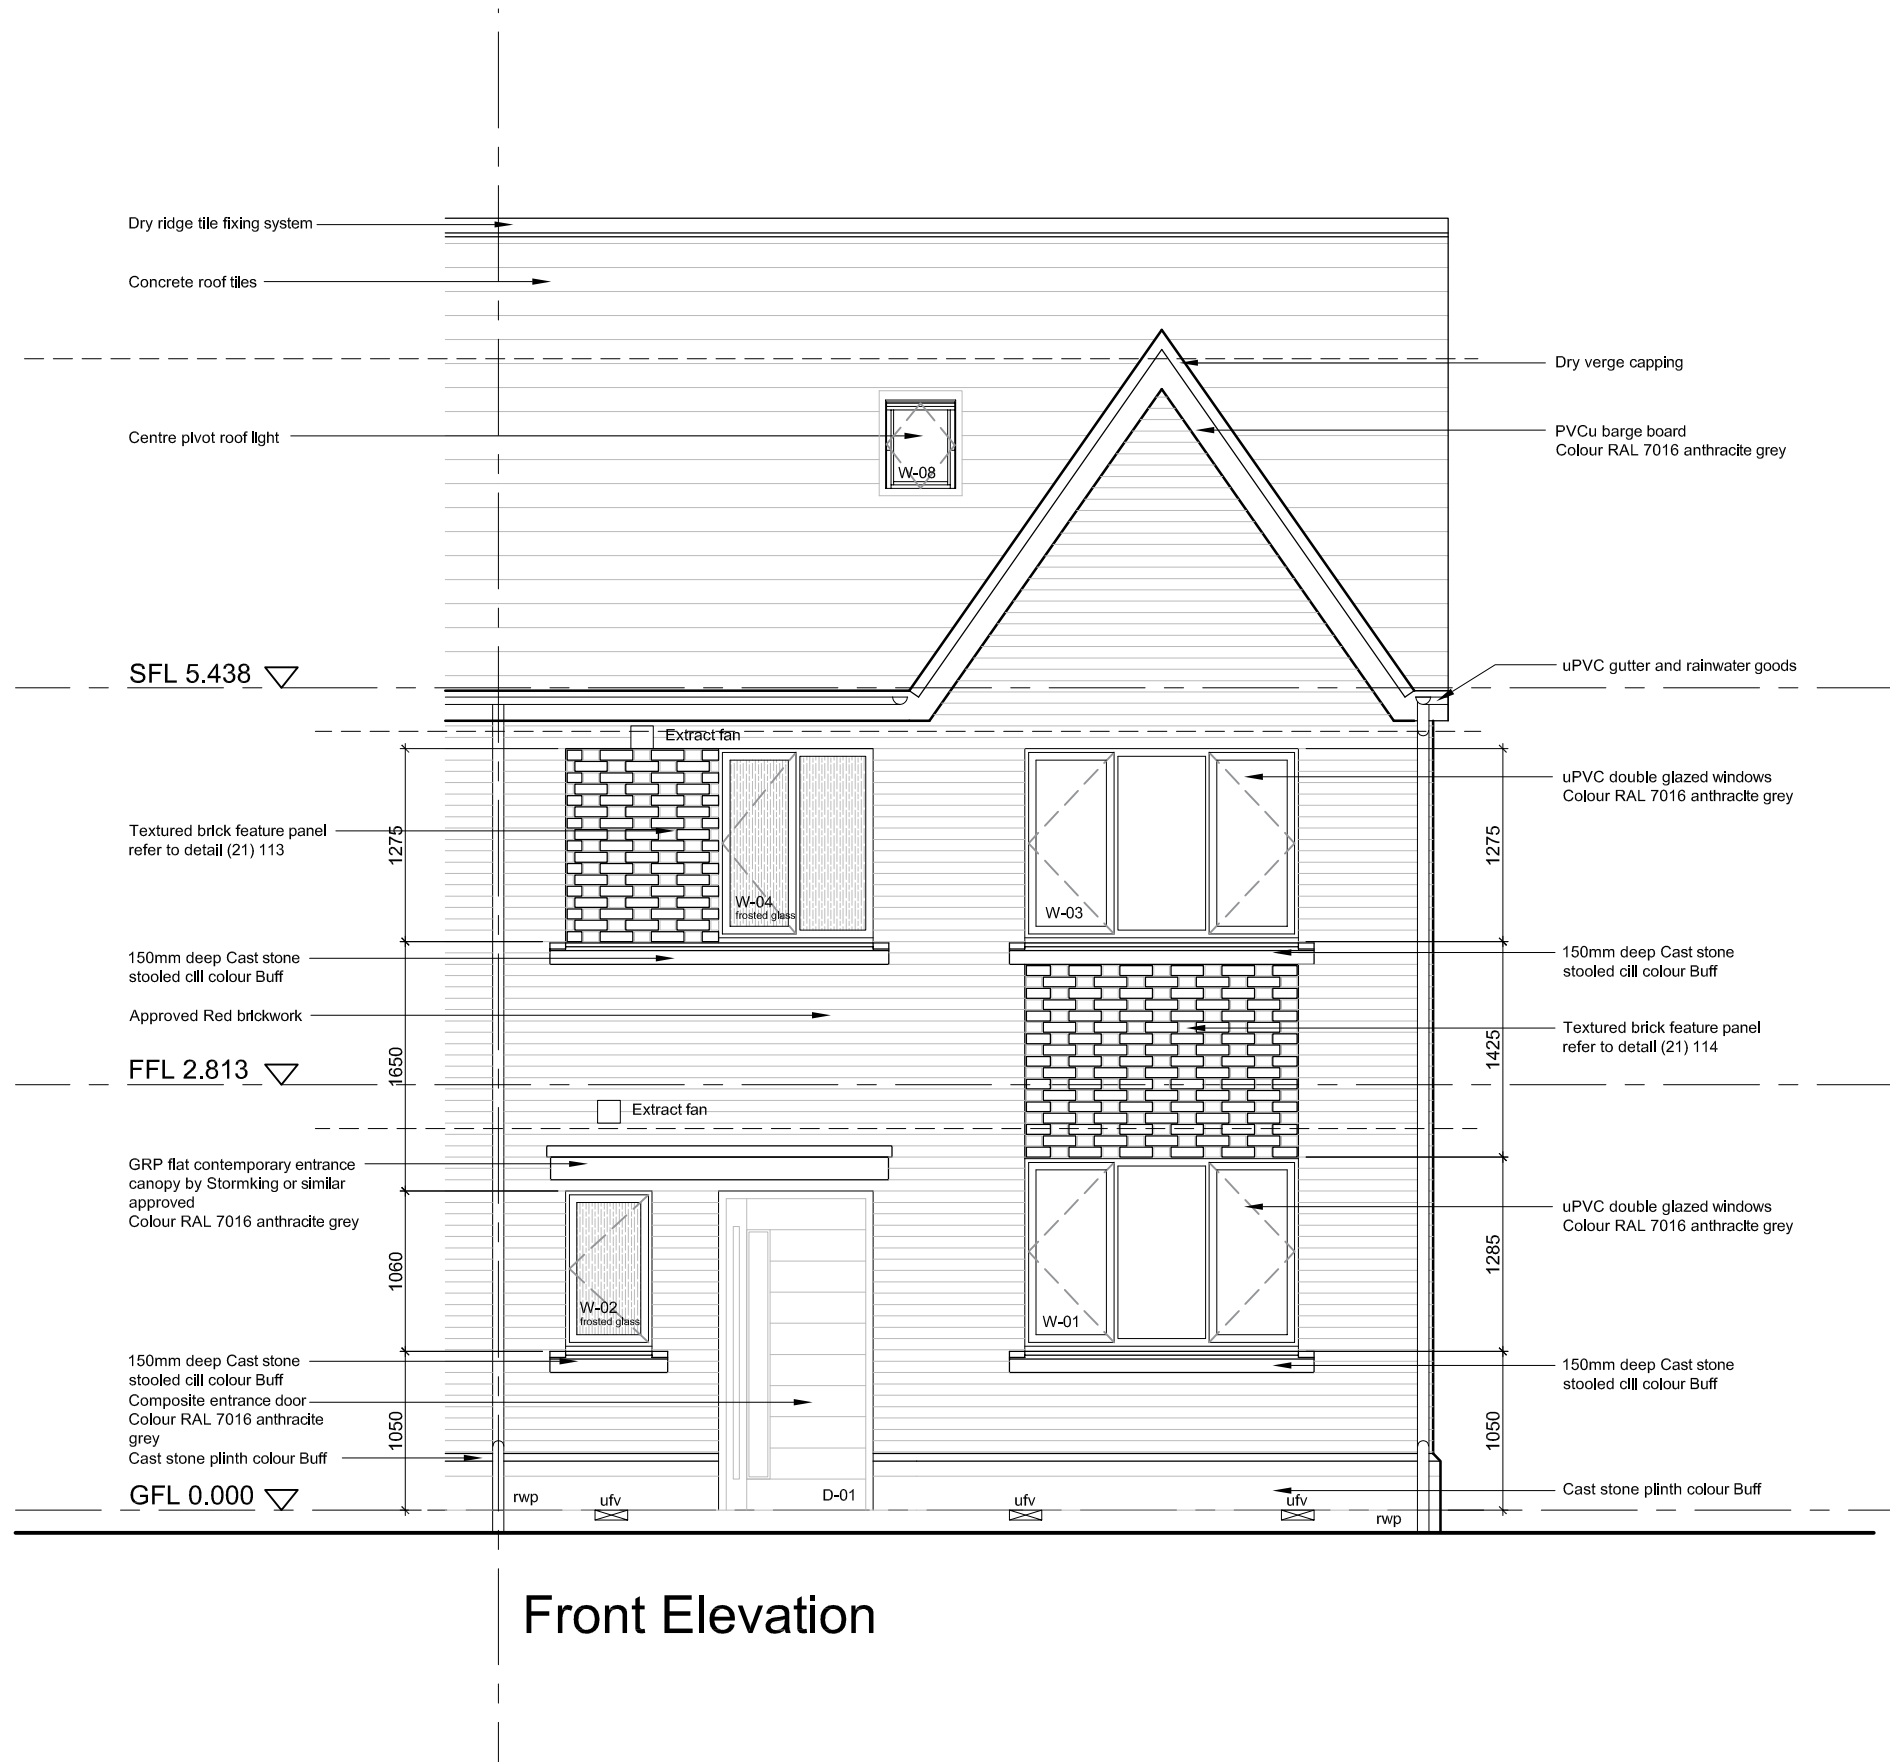 Dry ridge tile fixing system
Concrete roof tiles
Dry verge capping
Centre pivot roof light
PVCu barge board
Colour RAL 7016 anthracite grey
W-08
SFL 5.438
uPVC gutter and rainwater goods
Extract fan
uPVC double glazed windows
Colour RAL 7016 anthracite grey
Textured brick feature panel
refer to detail (21) 113
1275
1275
W-04
frosted glass
W-03
150mm deep Cast stone
stooled cill colour Buff
150mm deep Cast stone
stooled cill colour Buff
Approved Red brickwork
Textured brick feature panel
refer to detail (21) 114
1650
1425
FFL 2.813
Extract fan
GRP flat contemporary entrance
canopy by Stormking or similar
approved
Colour RAL 7016 anthracite grey
uPVC double glazed windows
Colour RAL 7016 anthracite grey
1060
1285
W-02
frosted glass
W-01
150mm deep Cast stone
stooled cill colour Buff
150mm deep Cast stone
stooled cill colour Buff
Composite entrance door
Colour RAL 7016 anthracite
grey
1050
1050
Cast stone plinth colour Buff
Cast stone plinth colour Buff
GFL 0.000
rwp
ufv
D-01
ufv
ufv
rwp
Front Elevation